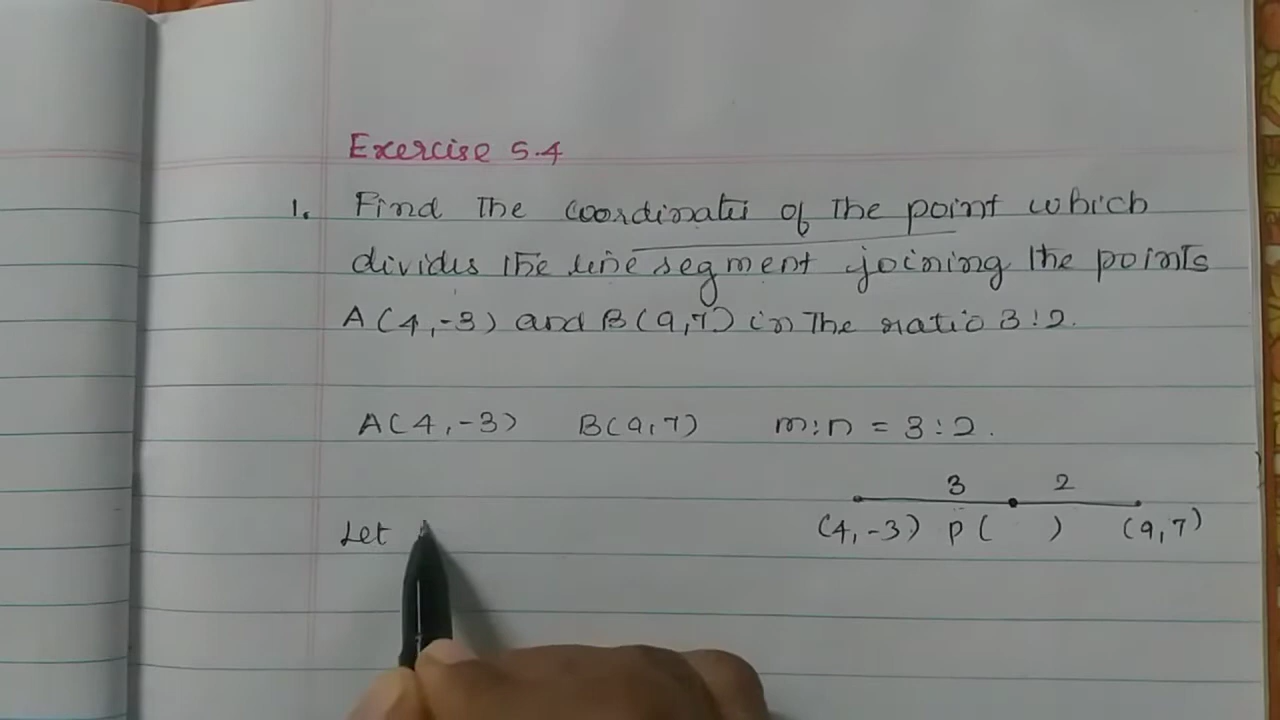 Exercise 5.4
1. Find The coordinates of The point which
divides The line segment joining The points
A(4,-3) and B(9,7) in The ratio 3:2.
A(4,-3) B(9,7) m:n = 3:2.
3 2
(4,-3) P( ) (9,7)
Let